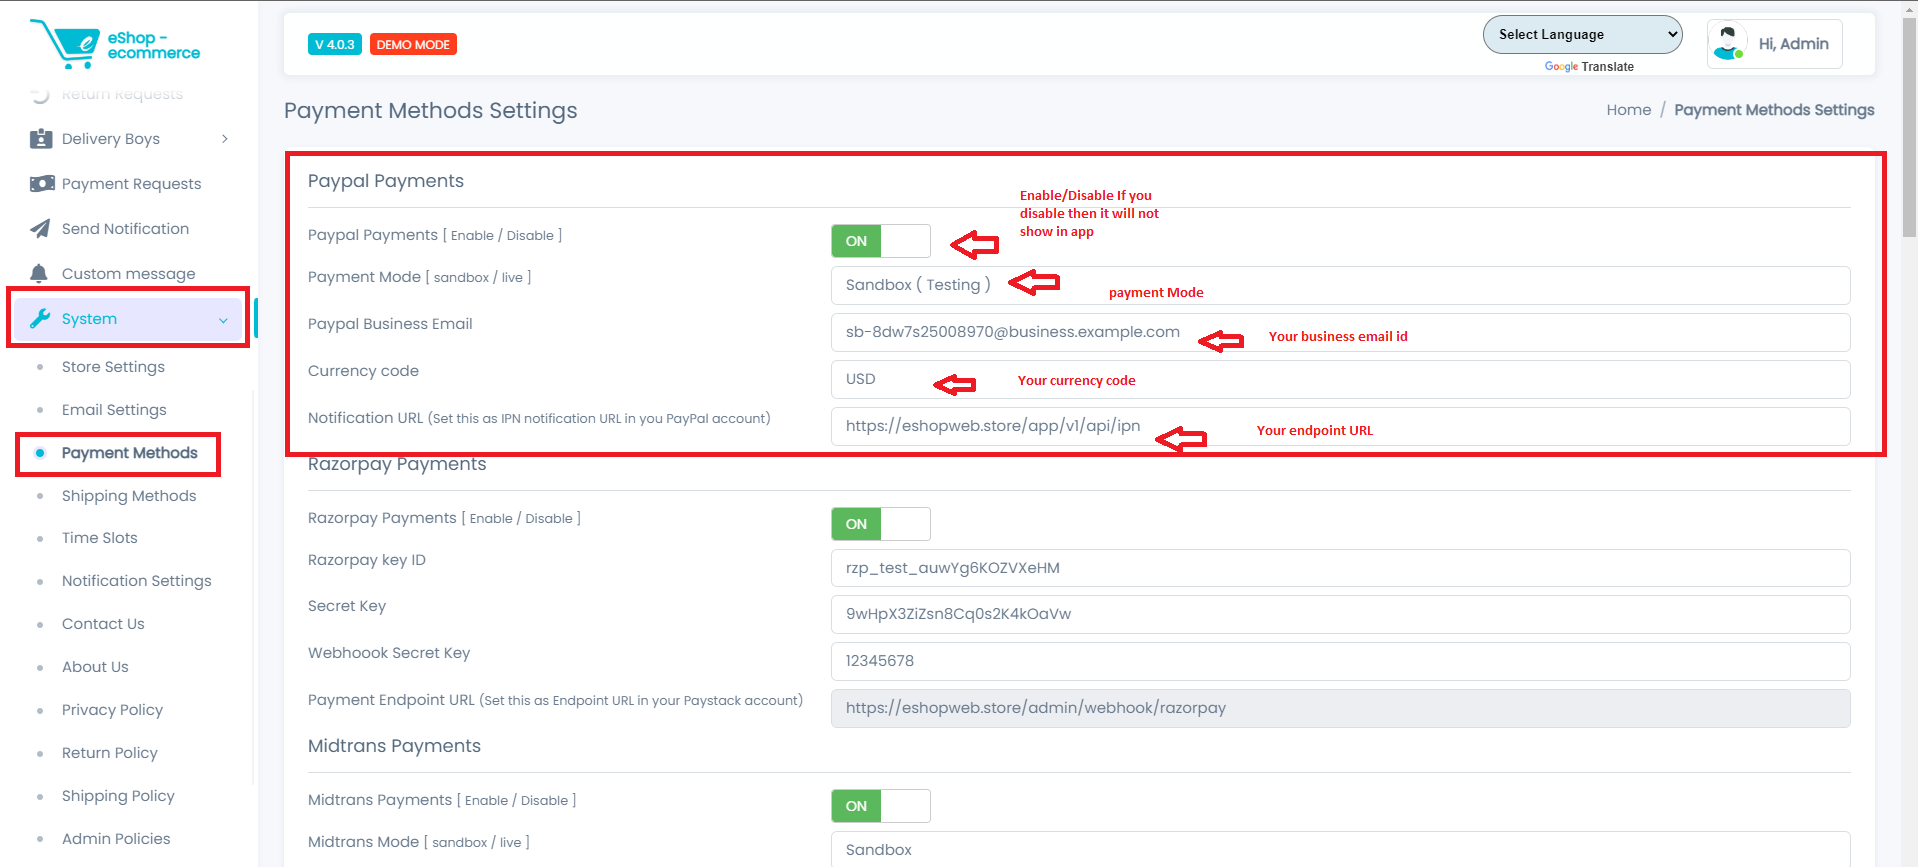 eShop -
ecommerce
V 4.0.3
DEMO MODE
Select Language
Google Translate
Hi, Admin
Return Requests
Delivery Boys
Payment Requests
Send Notification
Custom message
System
Store Settings
Email Settings
Payment Methods
Shipping Methods
Time Slots
Notification Settings
Contact Us
About Us
Privacy Policy
Return Policy
Shipping Policy
Admin Policies
Payment Methods Settings
Home / Payment Methods Settings
Paypal Payments
Paypal Payments [ Enable / Disable ]
ON
Enable/Disable If you
disable then it will not
show in app
Payment Mode [ sandbox / live ]
Sandbox ( Testing )
payment Mode
Paypal Business Email
sb-8dw7s25008970@business.example.com
Your business email id
Currency code
USD
Your currency code
Notification URL (Set this as IPN notification URL in you PayPal account)
https://eshopweb.store/app/v1/api/ipn
Your endpoint URL
Razorpay Payments
Razorpay Payments [ Enable / Disable ]
ON
Razorpay key ID
rzp_test_auwYg6KOZVXeHM
Secret Key
9wHpX3ZiZsn8Cq0s2K4kOaVw
Webhoook Secret Key
12345678
Payment Endpoint URL (Set this as Endpoint URL in your Paystack account)
https://eshopweb.store/admin/webhook/razorpay
Midtrans Payments
Midtrans Payments [ Enable / Disable ]
ON
Midtrans Mode [ sandbox / live ]
Sandbox